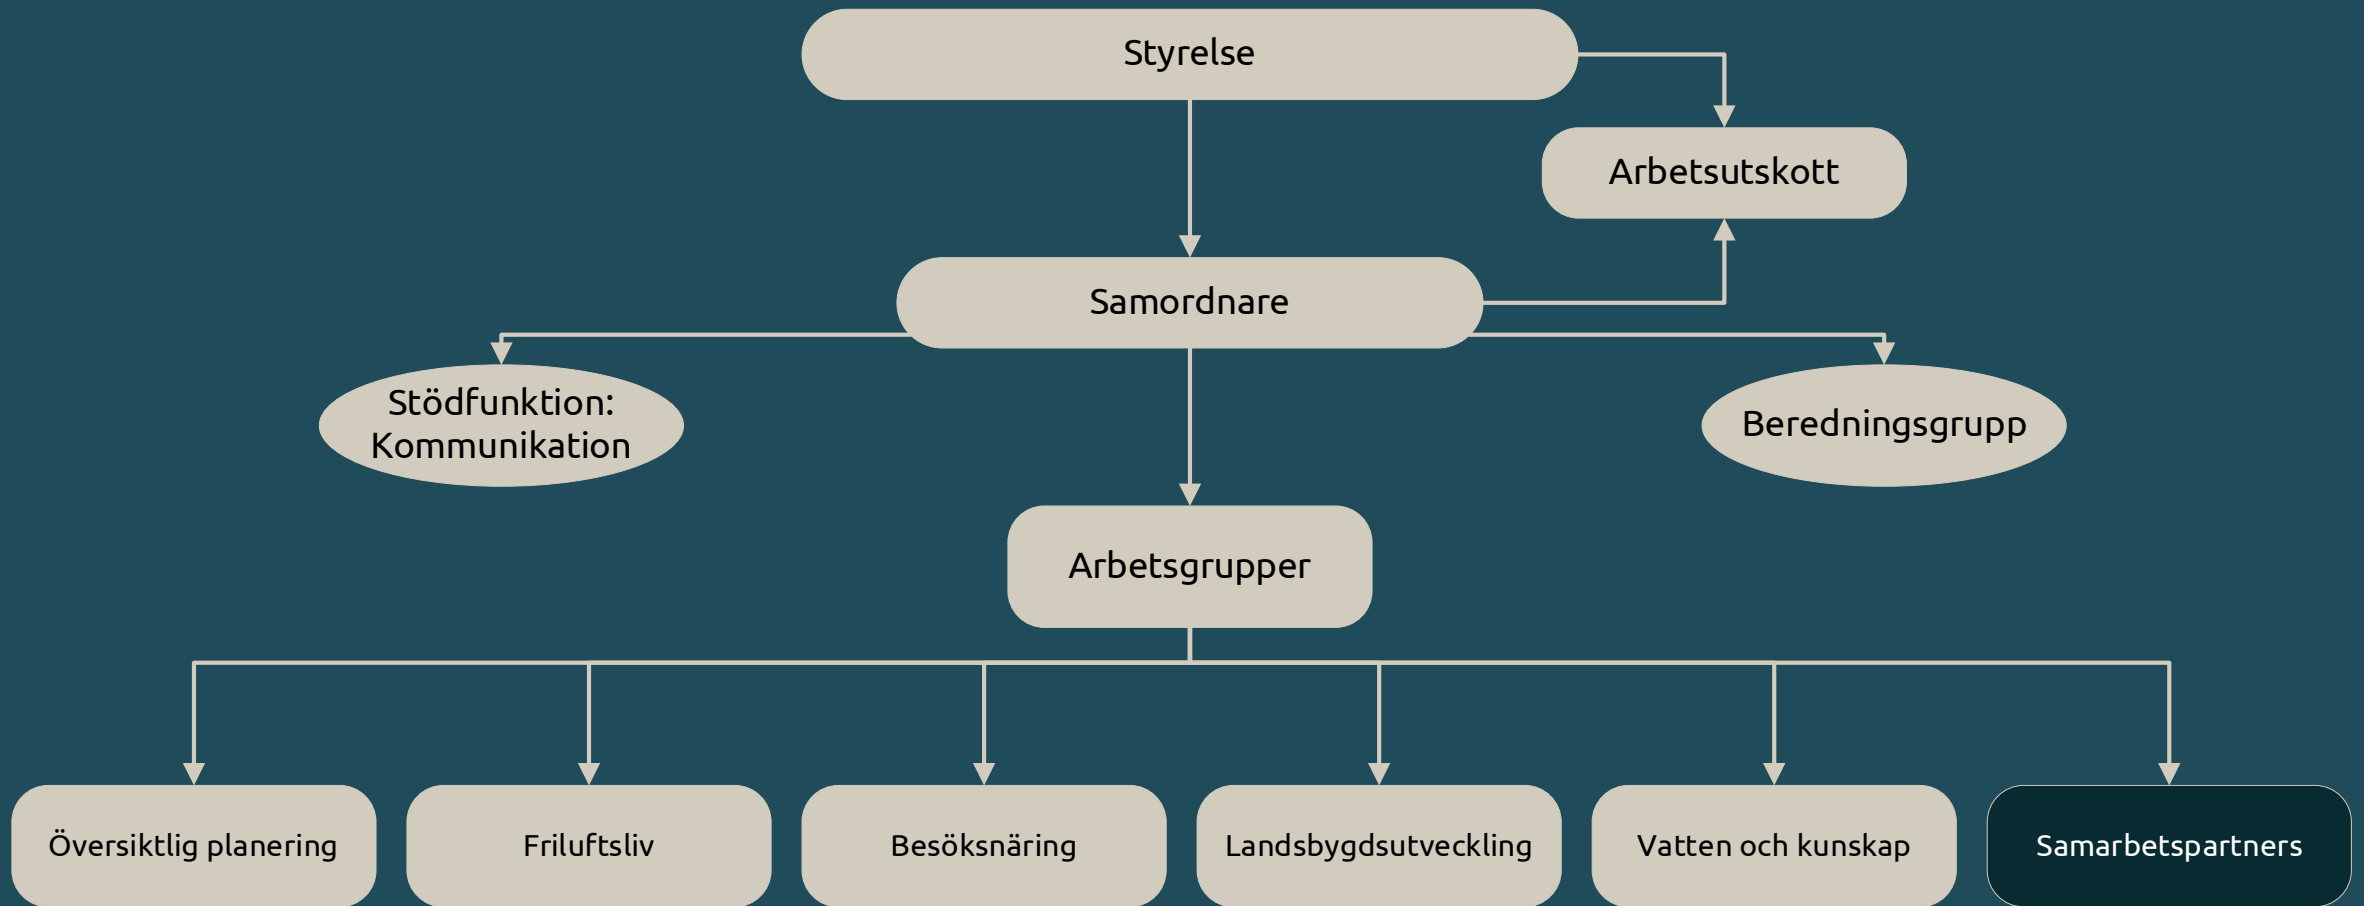 Styrelse
Arbetsutskott
Samordnare
Stödfunktion:
Kommunikation
Beredningsgrupp
Arbetsgrupper
Översiktlig planering
Friluftsliv
Besöksnäring
Landsbygdsutveckling
Vatten och kunskap
Samarbetspartners